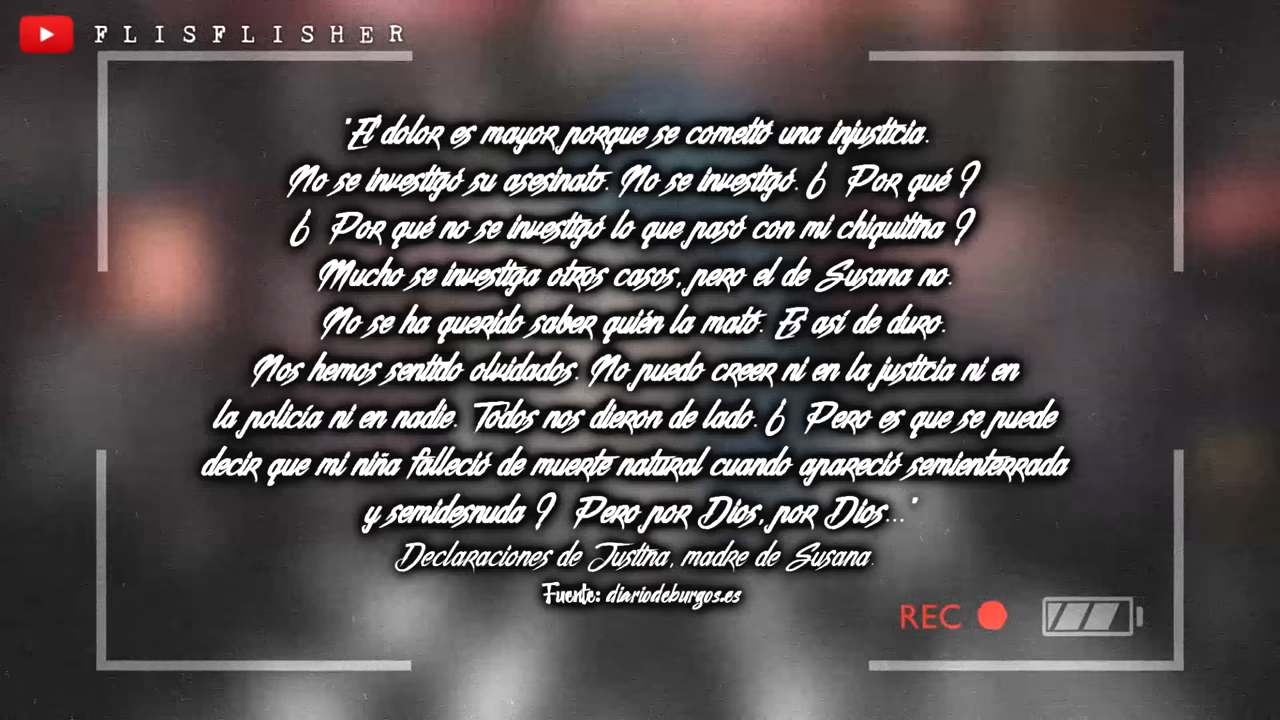 FLISFLISHER
"El dolor es mayor porque se cometió una injusticia.
No se investigó su asesinato. No se investigó. ¿ Por qué ?
¿ Por qué no se investigó lo que pasó con mi chiquitina ?
Mucho se investiga otros casos, pero el de Susana no.
No se ha querido saber quién la mató. Es así de duro.
Nos hemos sentido olvidados. No puedo creer ni en la justicia ni en
la policía ni en nadie. Todos nos dieron de lado. ¿ Pero es que se puede
decir que mi niña falleció de muerte natural cuando apareció semienterrada
y semidesnuda ? Pero por Dios, por Dios..."
Declaraciones de Justina, madre de Susana.
Fuente: diariodeburgos.es
REC